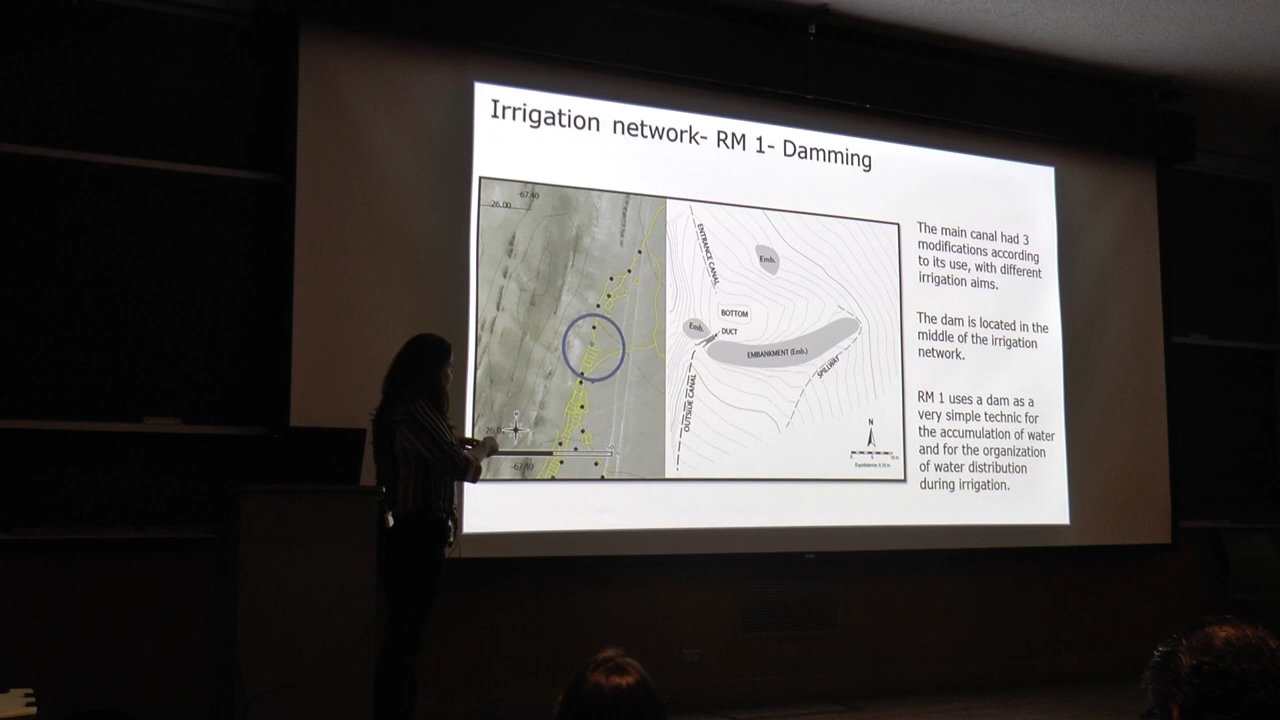 Irrigation network- RM 1- Damming
-67.40
-26.00
ENTRANCE CANAL
Emb.
BOTTOM
Emb.
DUCT
EMBANKMENT (Emb.)
SPILLWAY
OUTSIDE CANAL
N
Equidistance: 0,10 m
-67.40
The main canal had 3
modifications according
to its use, with different
irrigation aims.
The dam is located in the
middle of the irrigation
network.
RM 1 uses a dam as a
very simple technic for
the accumulation of water
and for the organization
of water distribution
during irrigation.